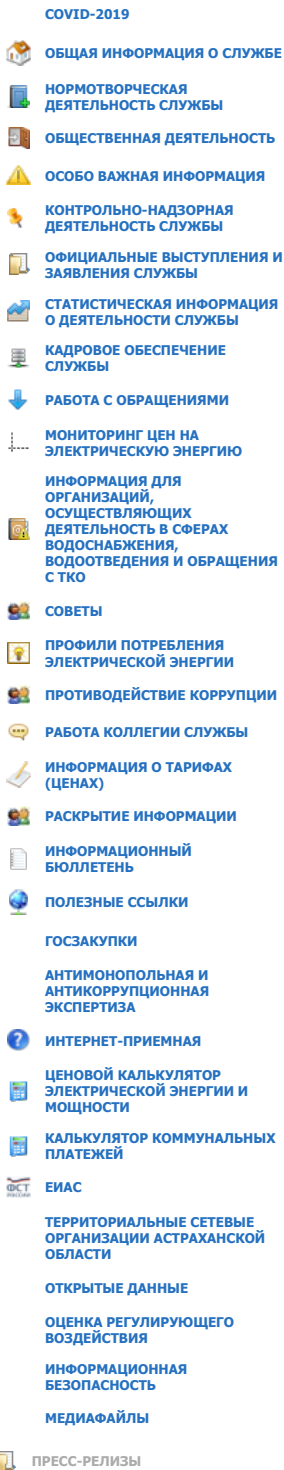 COVID-2019
ОБЩАЯ ИНФОРМАЦИЯ О СЛУЖБЕ
НОРМОТВОРЧЕСКАЯ
ДЕЯТЕЛЬНОСТЬ СЛУЖБЫ
ОБЩЕСТВЕННАЯ ДЕЯТЕЛЬНОСТЬ
ОСОБО ВАЖНАЯ ИНФОРМАЦИЯ
КОНТРОЛЬНО-НАДЗОРНАЯ
ДЕЯТЕЛЬНОСТЬ СЛУЖБЫ
ОФИЦИАЛЬНЫЕ ВЫСТУПЛЕНИЯ И
ЗАЯВЛЕНИЯ СЛУЖБЫ
СТАТИСТИЧЕСКАЯ ИНФОРМАЦИЯ
О ДЕЯТЕЛЬНОСТИ СЛУЖБЫ
КАДРОВОЕ ОБЕСПЕЧЕНИЕ
СЛУЖБЫ
РАБОТА С ОБРАЩЕНИЯМИ
МОНИТОРИНГ ЦЕН НА
ЭЛЕКТРИЧЕСКУЮ ЭНЕРГИЮ
ИНФОРМАЦИЯ ДЛЯ
ОРГАНИЗАЦИЙ,
ОСУЩЕСТВЛЯЮЩИХ
ДЕЯТЕЛЬНОСТЬ В СФЕРАХ
ВОДОСНАБЖЕНИЯ,
ВОДООТВЕДЕНИЯ И ОБРАЩЕНИЯ
С ТКО
СОВЕТЫ
ПРОФИЛИ ПОТРЕБЛЕНИЯ
ЭЛЕКТРИЧЕСКОЙ ЭНЕРГИИ
ПРОТИВОДЕЙСТВИЕ КОРРУПЦИИ
РАБОТА КОЛЛЕГИИ СЛУЖБЫ
ИНФОРМАЦИЯ О ТАРИФАХ
(ЦЕНАХ)
РАСКРЫТИЕ ИНФОРМАЦИИ
ИНФОРМАЦИОННЫЙ
БЮЛЛЕТЕНЬ
ПОЛЕЗНЫЕ ССЫЛКИ
ГОСЗАКУПКИ
АНТИМОНОПОЛЬНАЯ И
АНТИКОРРУПЦИОННАЯ
ЭКСПЕРТИЗА
ИНТЕРНЕТ-ПРИЕМНАЯ
ЦЕНОВОЙ КАЛЬКУЛЯТОР
ЭЛЕКТРИЧЕСКОЙ ЭНЕРГИИ И
МОЩНОСТИ
КАЛЬКУЛЯТОР КОММУНАЛЬНЫХ
ПЛАТЕЖЕЙ
ФСТ РОССИИ ЕИАС
ТЕРРИТОРИАЛЬНЫЕ СЕТЕВЫЕ
ОРГАНИЗАЦИИ АСТРАХАНСКОЙ
ОБЛАСТИ
ОТКРЫТЫЕ ДАННЫЕ
ОЦЕНКА РЕГУЛИРУЮЩЕГО
ВОЗДЕЙСТВИЯ
ИНФОРМАЦИОННАЯ
БЕЗОПАСНОСТЬ
МЕДИАФАЙЛЫ
ПРЕСС-РЕЛИЗЫ